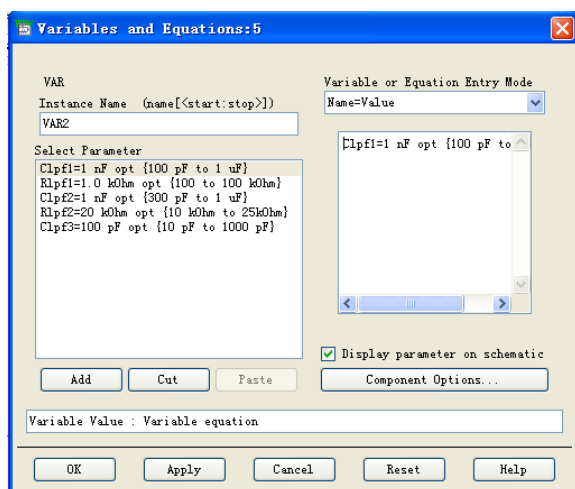 Variables and Equations:5
VAR
Instance Name (name[<start:stop>])
VAR2
Select Parameter
Clpf1=1 nF opt {100 pF to 1 uF}
Rlpf1=1.0 kOhm opt {100 to 100 kOhm}
Clpf2=1 nF opt {300 pF to 1 uF}
Rlpf2=20 kOhm opt {10 kOhm to 25kOhm}
Clpf3=100 pF opt {10 pF to 1000 pF}
Add
Cut
Paste
Variable or Equation Entry Mode
Name=Value
Clpf1=1 nF opt {100 pF to
Display parameter on schematic
Component Options...
Variable Value : Variable equation
OK
Apply
Cancel
Reset
Help